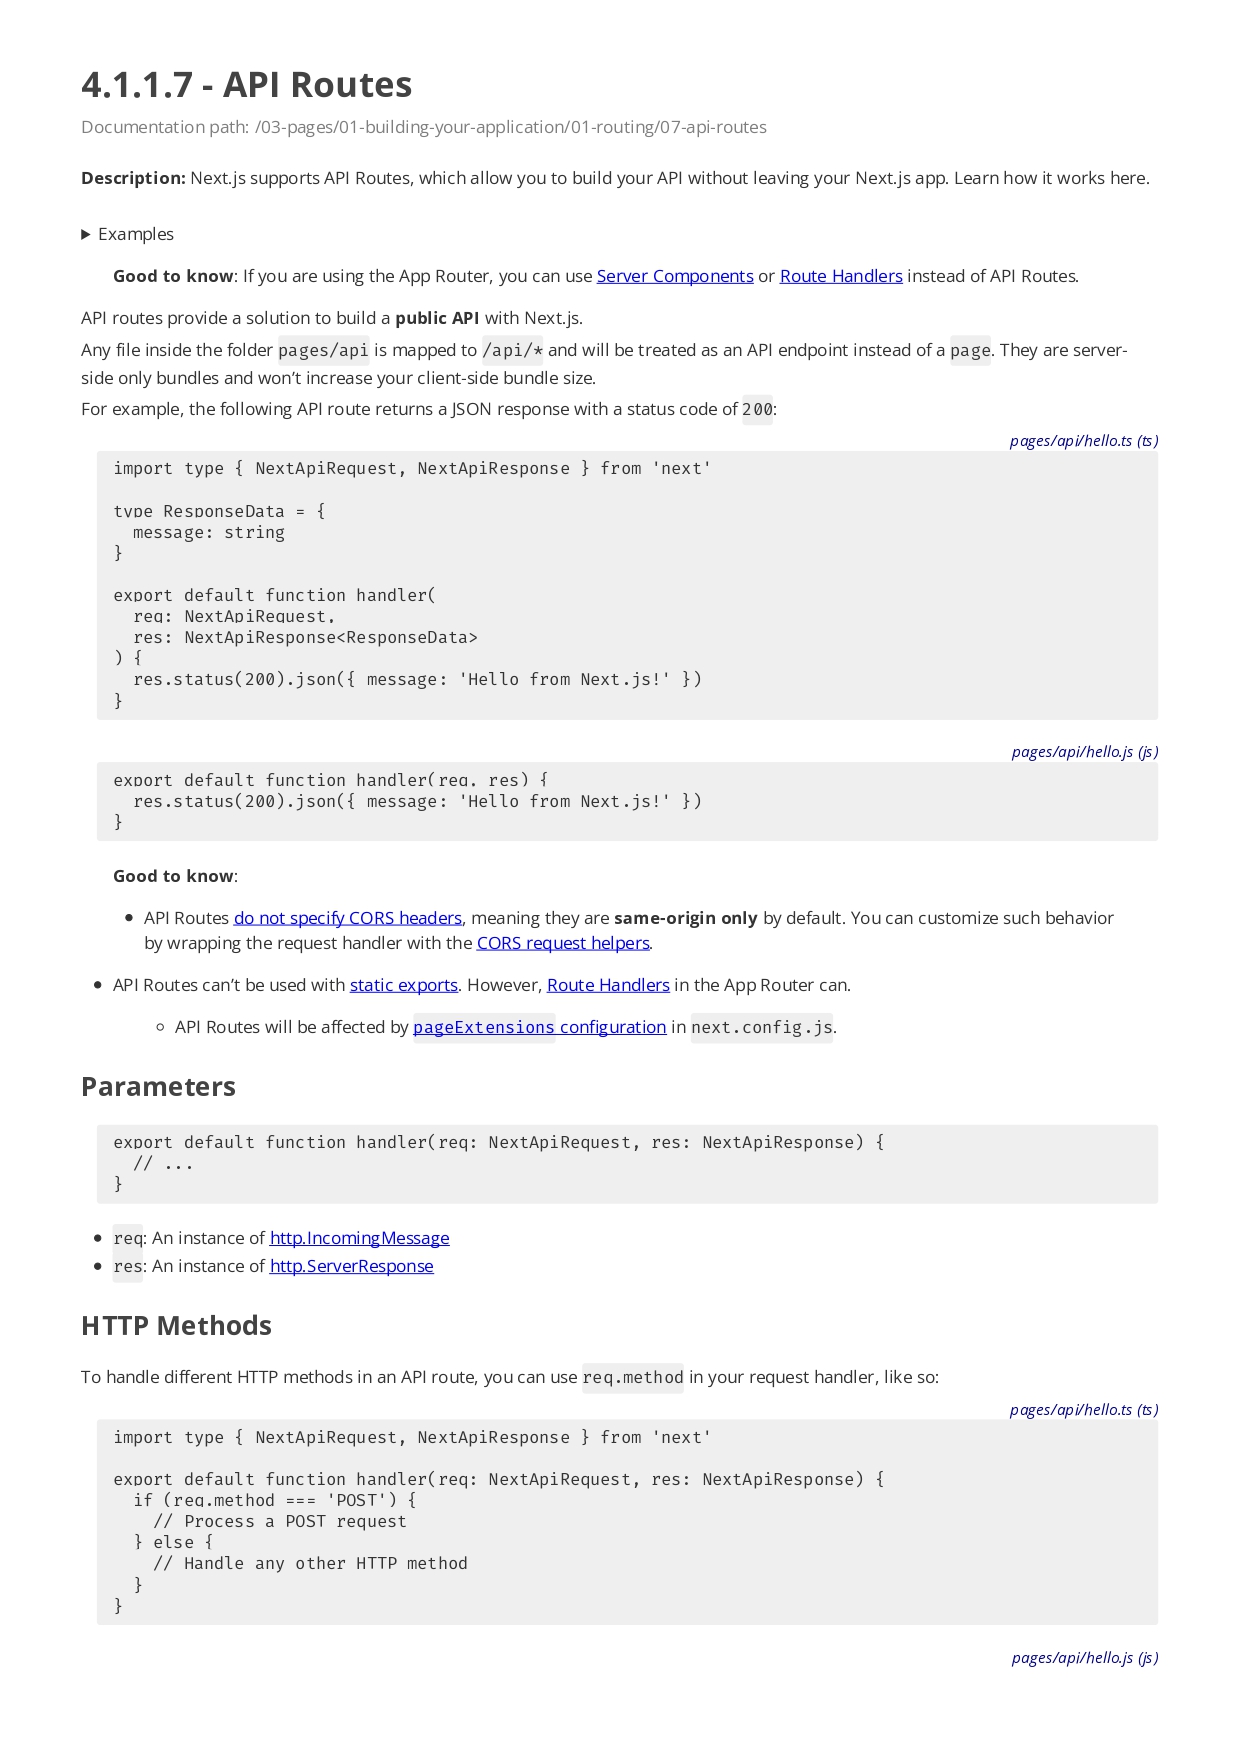 4.1.1.7 - API Routes
Documentation path: /03-pages/01-building-your-application/01-routing/07-api-routes
Description: Next.js supports API Routes, which allow you to build your API without leaving your Next.js app. Learn how it works here.
▶ Examples
Good to know: If you are using the App Router, you can use Server Components or Route Handlers instead of API Routes.
API routes provide a solution to build a public API with Next.js.
Any file inside the folder pages/api is mapped to /api/* and will be treated as an API endpoint instead of a page. They are server-
side only bundles and won’t increase your client-side bundle size.
For example, the following API route returns a JSON response with a status code of 200:
pages/api/hello.ts (ts)
import type { NextApiRequest, NextApiResponse } from 'next'
type ResponseData = {
  message: string
}
export default function handler(
  req: NextApiRequest,
  res: NextApiResponse<ResponseData>
) {
  res.status(200).json({ message: 'Hello from Next.js!' })
}
pages/api/hello.js (js)
export default function handler(req, res) {
  res.status(200).json({ message: 'Hello from Next.js!' })
}
Good to know:
● API Routes do not specify CORS headers, meaning they are same-origin only by default. You can customize such behavior
by wrapping the request handler with the CORS request helpers.
● API Routes can’t be used with static exports. However, Route Handlers in the App Router can.
○ API Routes will be affected by pageExtensions configuration in next.config.js.
Parameters
export default function handler(req: NextApiRequest, res: NextApiResponse) {
  // ...
}
● req: An instance of http.IncomingMessage
● res: An instance of http.ServerResponse
HTTP Methods
To handle different HTTP methods in an API route, you can use req.method in your request handler, like so:
pages/api/hello.ts (ts)
import type { NextApiRequest, NextApiResponse } from 'next'
export default function handler(req: NextApiRequest, res: NextApiResponse) {
  if (req.method === 'POST') {
    // Process a POST request
  } else {
    // Handle any other HTTP method
  }
}
pages/api/hello.js (js)